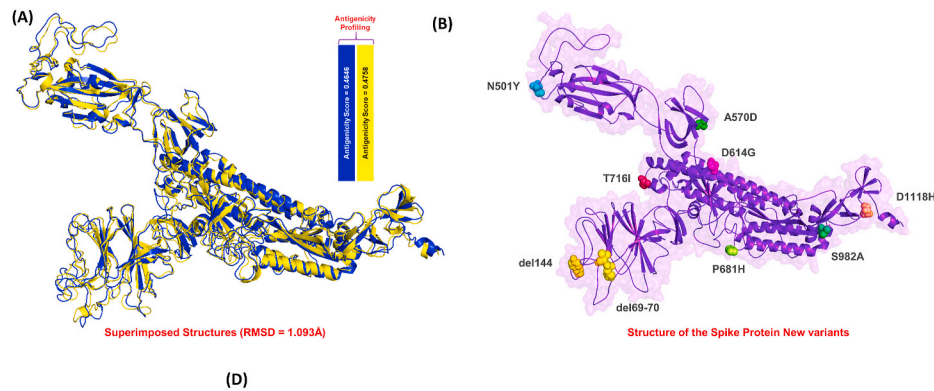 (A)
Antigenicity
Profiling
Antigenicity Score = 0.4646
Antigenicity Score = 0.4758
Superimposed Structures (RMSD = 1.093Å)
(B)
N501Y
A570D
D614G
T716I
D1118H
S982A
P681H
del144
del69-70
Structure of the Spike Protein New variants
(D)